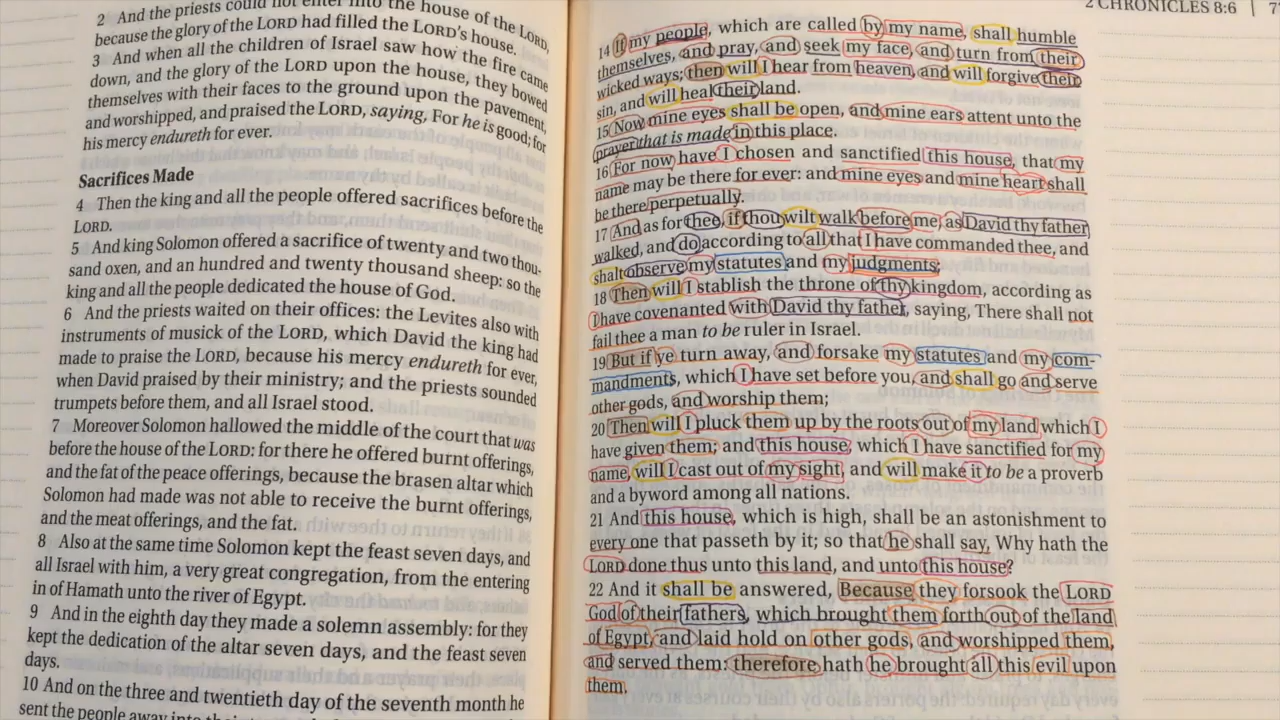 2 And the priests could not enter into the house of the LORD,
because the glory of the LORD had filled the LORD's house.
3 And when all the children of Israel saw how the fire came
down, and the glory of the LORD upon the house, they bowed
themselves with their faces to the ground upon the pavement,
and worshipped, and praised the LORD, saying, For he is good; for
his mercy endureth for ever.
Sacrifices Made
4 Then the king and all the people offered sacrifices before the
LORD.
5 And king Solomon offered a sacrifice of twenty and two thou-
sand oxen, and an hundred and twenty thousand sheep: so the
king and all the people dedicated the house of God.
6 And the priests waited on their offices: the Levites also with
instruments of musick of the LORD, which David the king had
made to praise the LORD, because his mercy endureth for ever,
when David praised by their ministry; and the priests sounded
trumpets before them, and all Israel stood.
7 Moreover Solomon hallowed the middle of the court that was
before the house of the LORD: for there he offered burnt offerings,
and the fat of the peace offerings, because the brasen altar which
Solomon had made was not able to receive the burnt offerings,
and the meat offerings, and the fat.
8 Also at the same time Solomon kept the feast seven days, and
all Israel with him, a very great congregation, from the entering
in of Hamath unto the river of Egypt.
9 And in the eighth day they made a solemn assembly: for they
kept the dedication of the altar seven days, and the feast seven
days.
10 And on the three and twentieth day of the seventh month he
sent the people away into their
2 CHRONICLES 8:6 |
14 If my people, which are called by my name, shall humble
themselves, and pray, and seek my face, and turn from their
wicked ways; then will I hear from heaven, and will forgive their
sin, and will heal their land.
15 Now mine eyes shall be open, and mine ears attent unto the
prayer that is made in this place.
16 For now have I chosen and sanctified this house, that my
name may be there for ever: and mine eyes and mine heart shall
be there perpetually.
17 And as for thee, if thou wilt walk before me, as David thy father
walked, and do according to all that I have commanded thee, and
shalt observe my statutes and my judgments;
18 Then will I stablish the throne of thy kingdom, according as
I have covenanted with David thy father, saying, There shall not
fail thee a man to be ruler in Israel.
19 But if ye turn away, and forsake my statutes and my com-
mandments, which I have set before you, and shall go and serve
other gods, and worship them;
20 Then will I pluck them up by the roots out of my land which I
have given them; and this house, which I have sanctified for my
name, will I cast out of my sight, and will make it to be a proverb
and a byword among all nations.
21 And this house, which is high, shall be an astonishment to
every one that passeth by it; so that he shall say, Why hath the
LORD done thus unto this land, and unto this house?
22 And it shall be answered, Because they forsook the LORD
God of their fathers, which brought them forth out of the land
of Egypt, and laid hold on other gods, and worshipped them,
and served them: therefore hath he brought all this evil upon
them.